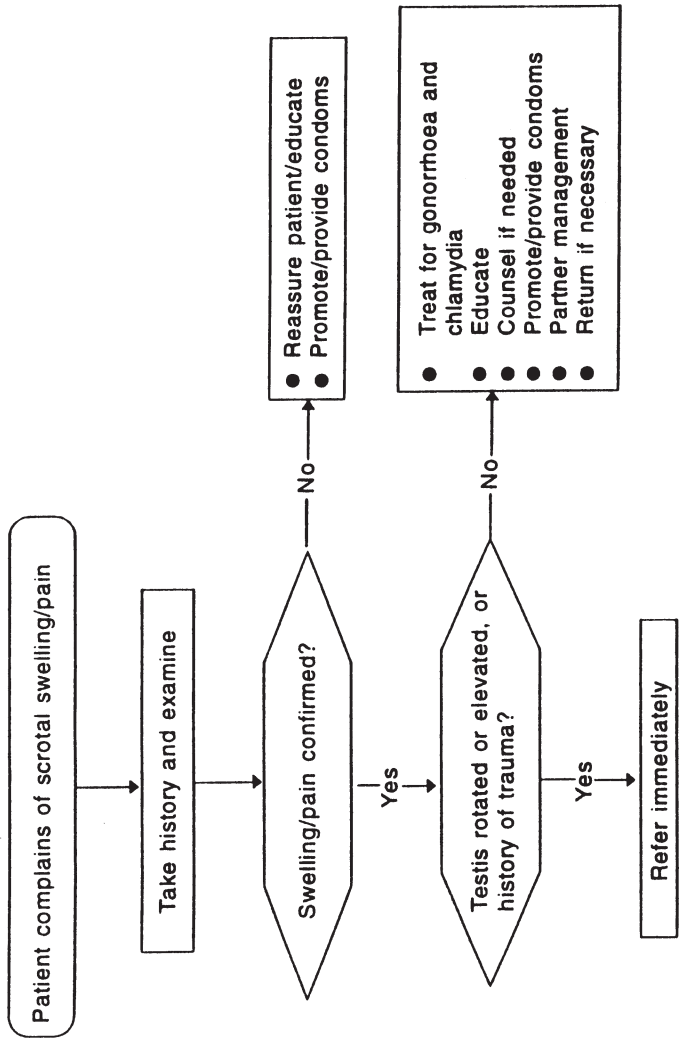 Patient complains of scrotal swelling/pain
Take history and examine
Swelling/pain confirmed?
No
● Reassure patient/educate
● Promote/provide condoms
Yes
Testis rotated or elevated, or
history of trauma?
No
● Treat for gonorrhoea and
chlamydia
● Educate
● Counsel if needed
● Promote/provide condoms
● Partner management
● Return if necessary
Yes
Refer immediately